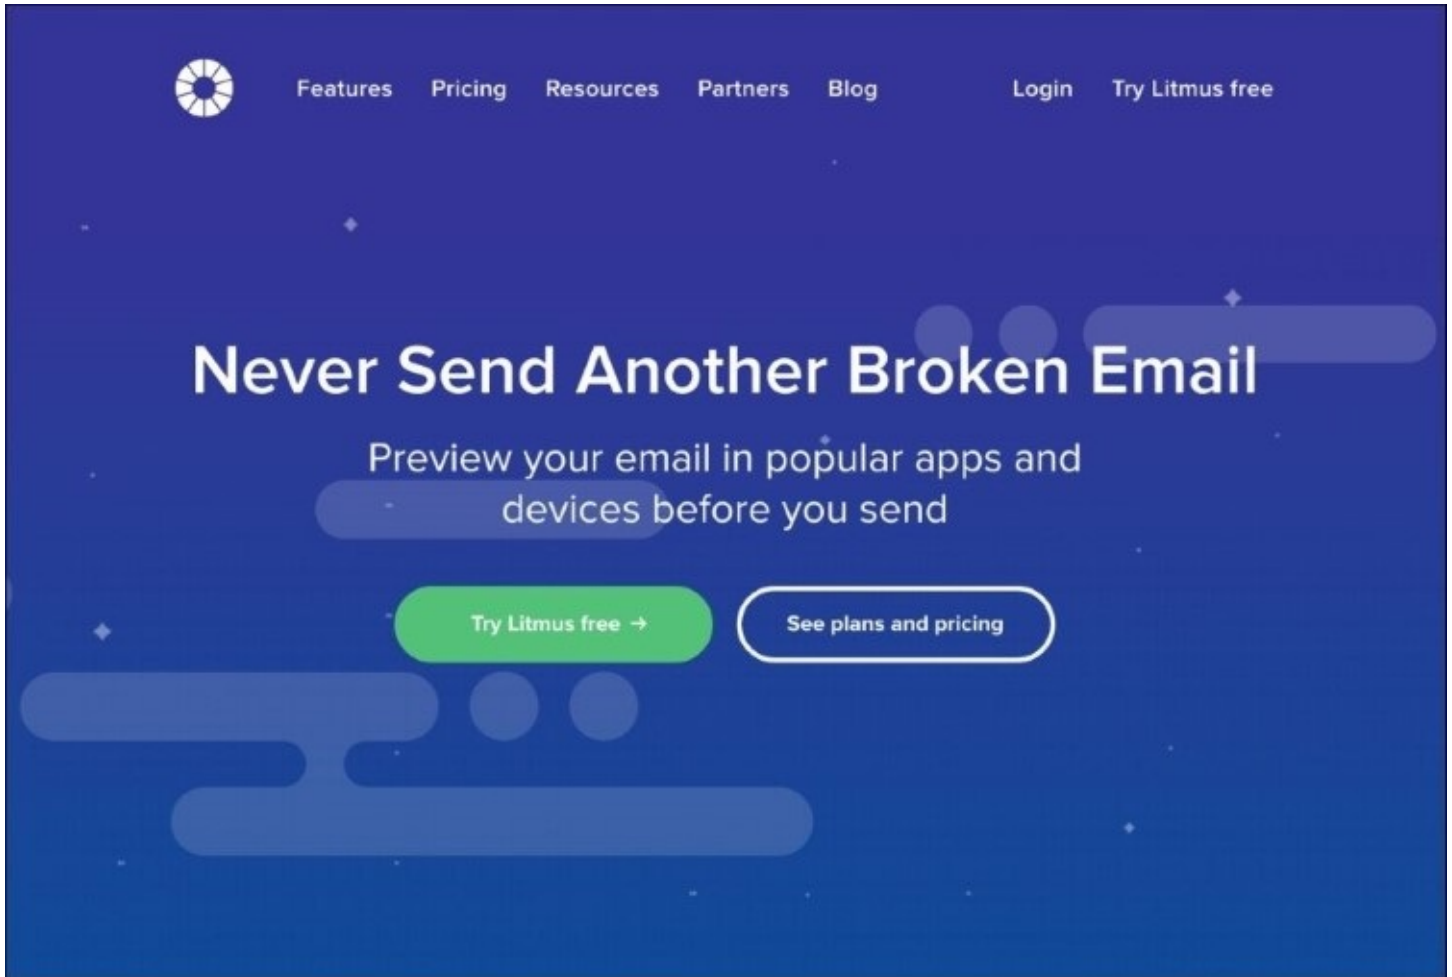 Features Pricing Resources Partners Blog Login Try Litmus free
Never Send Another Broken Email
Preview your email in popular apps and
devices before you send
Try Litmus free →
See plans and pricing